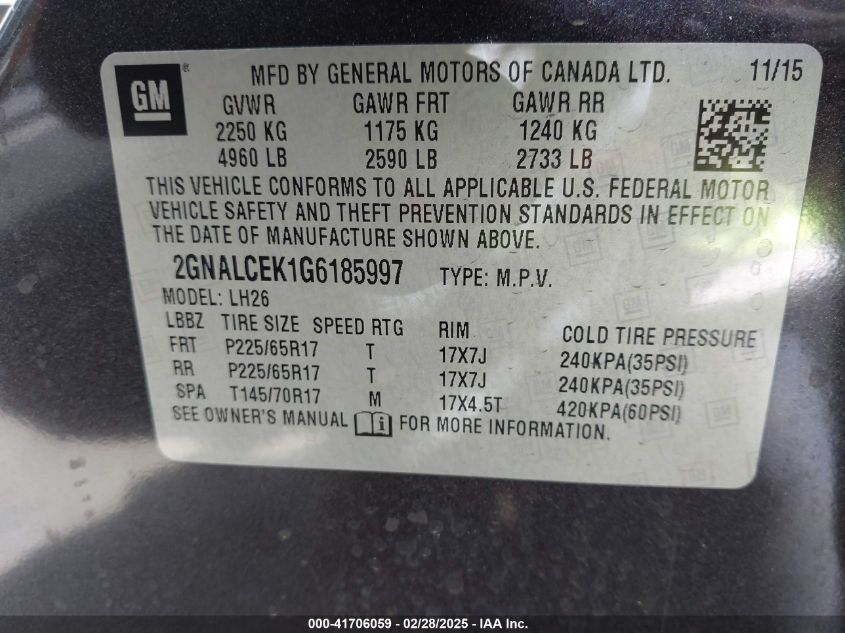 GM
MFD BY GENERAL MOTORS OF CANADA LTD. 11/15
GVWR GAWR FRT GAWR RR
2250 KG 1175 KG 1240 KG
4960 LB 2590 LB 2733 LB
THIS VEHICLE CONFORMS TO ALL APPLICABLE U.S. FEDERAL MOTOR
VEHICLE SAFETY AND THEFT PREVENTION STANDARDS IN EFFECT ON
THE DATE OF MANUFACTURE SHOWN ABOVE.
2GNALCEK1G6185997 TYPE: M.P.V.
MODEL: LH26
LBBZ TIRE SIZE SPEED RTG RIM COLD TIRE PRESSURE
FRT P225/65R17 T 17X7J 240KPA(35PSI)
RR P225/65R17 T 17X7J 240KPA(35PSI)
SPA T145/70R17 M 17X4.5T 420KPA(60PSI)
SEE OWNER'S MANUAL i FOR MORE INFORMATION.
000-41706059 - 02/28/2025 - IAA Inc.